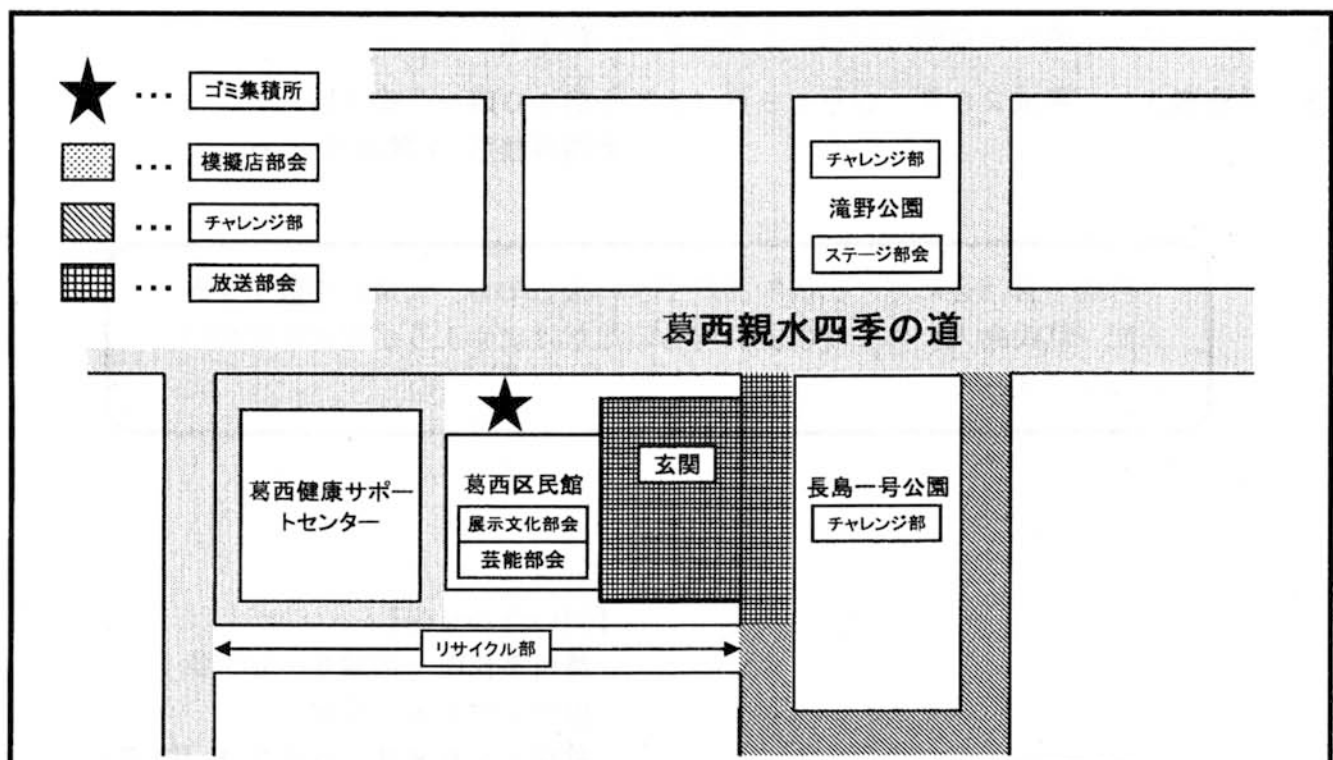 … ゴミ集積所
… 模擬店部会
… チャレンジ部
… 放送部会
チャレンジ部
滝野公園
ステージ部会
葛西親水四季の道
葛西健康サポー
トセンター
葛西区民館
展示文化部会
芸能部会
玄関
長島一号公園
チャレンジ部
リサイクル部